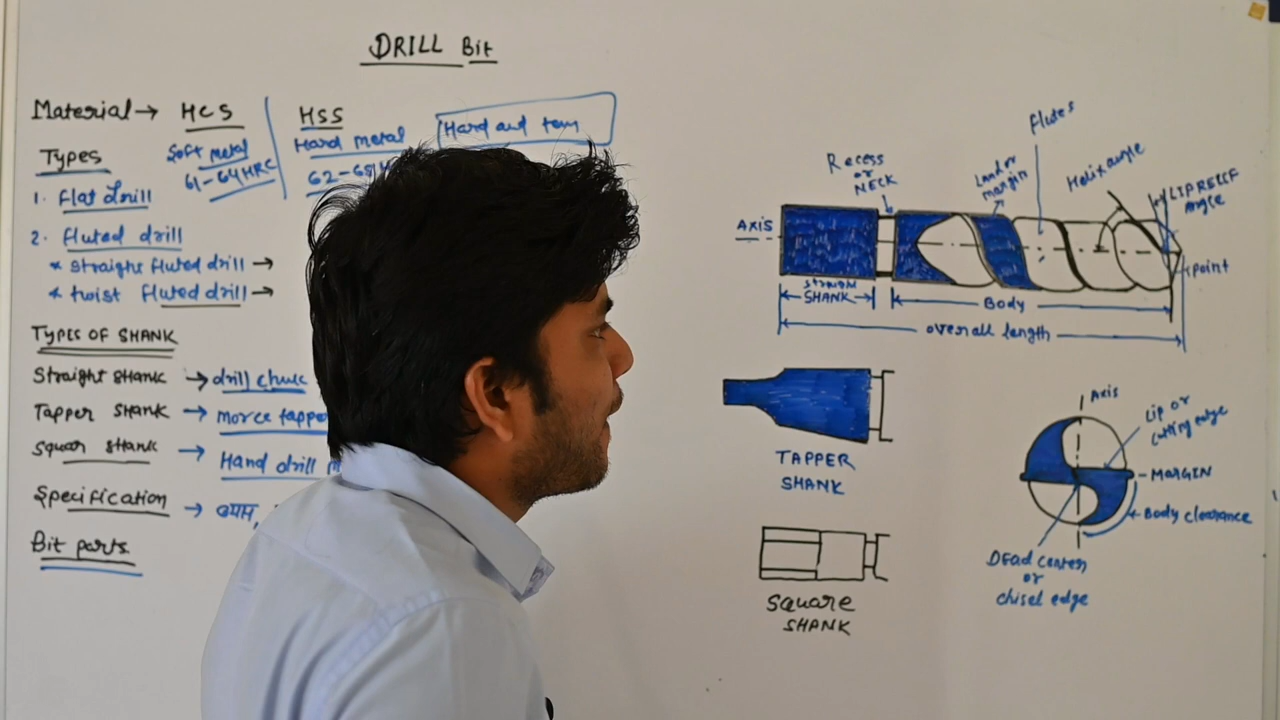 DRILL Bit
Material → HCS
HSS
Soft metal
61-64HRC
Hard metal
62-65
Hard and tem
Types
1. flat drill
2. fluted drill
* straight fluted drill →
* twist fluted drill →
TYPES OF SHANK
Straight SHANK → drill chuc
Tapper SHANK → morce tappe
Squar shank → Hand drill
Specification → व्यास,
Bit parts
Recess
or
NECK
Land or
margin
flutes
Helix angle
LIP RELIEF
Angle
AXIS
point
SHANK
Body
overall length
TAPPER
SHANK
Square
SHANK
Axis
Lip or
cutting edge
MARGIN
Body clearance
DEad center
or
chisel edge